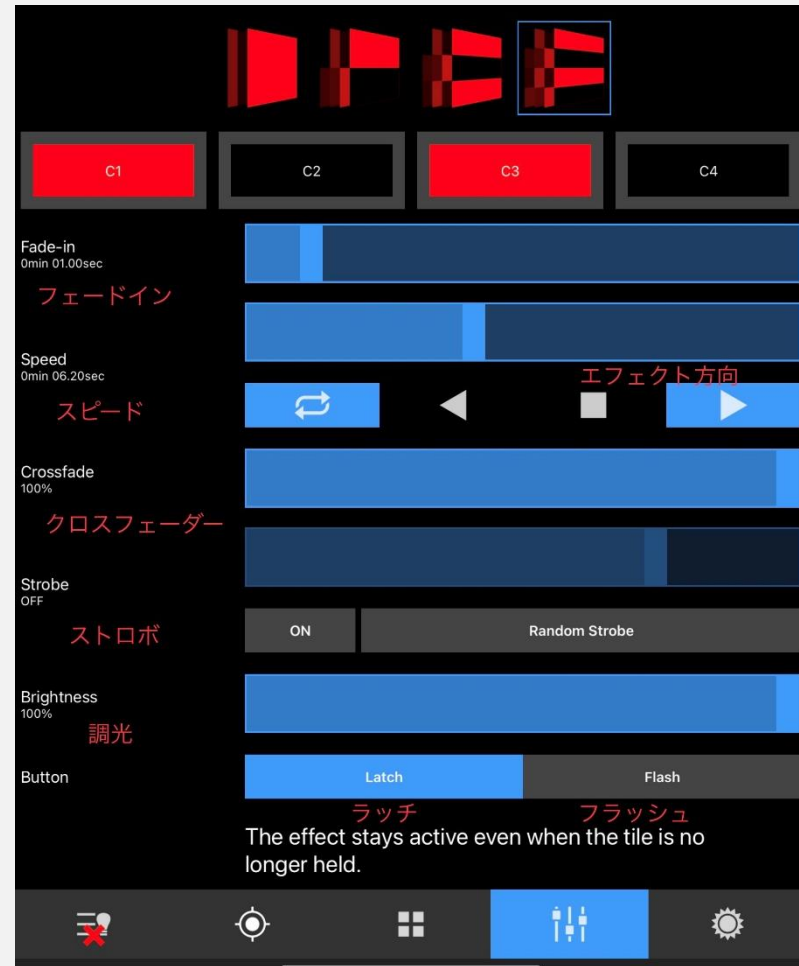 C1
C2
C3
C4
Fade-in
0min 01.00sec
フェードイン
Speed
0min 06.20sec
エフェクト方向
スピード
Crossfade
100%
クロスフェーダー
Strobe
OFF
ストロボ
ON
Random Strobe
Brightness
100%
調光
Button
Latch
Flash
ラッチ
フラッシュ
The effect stays active even when the tile is no
longer held.